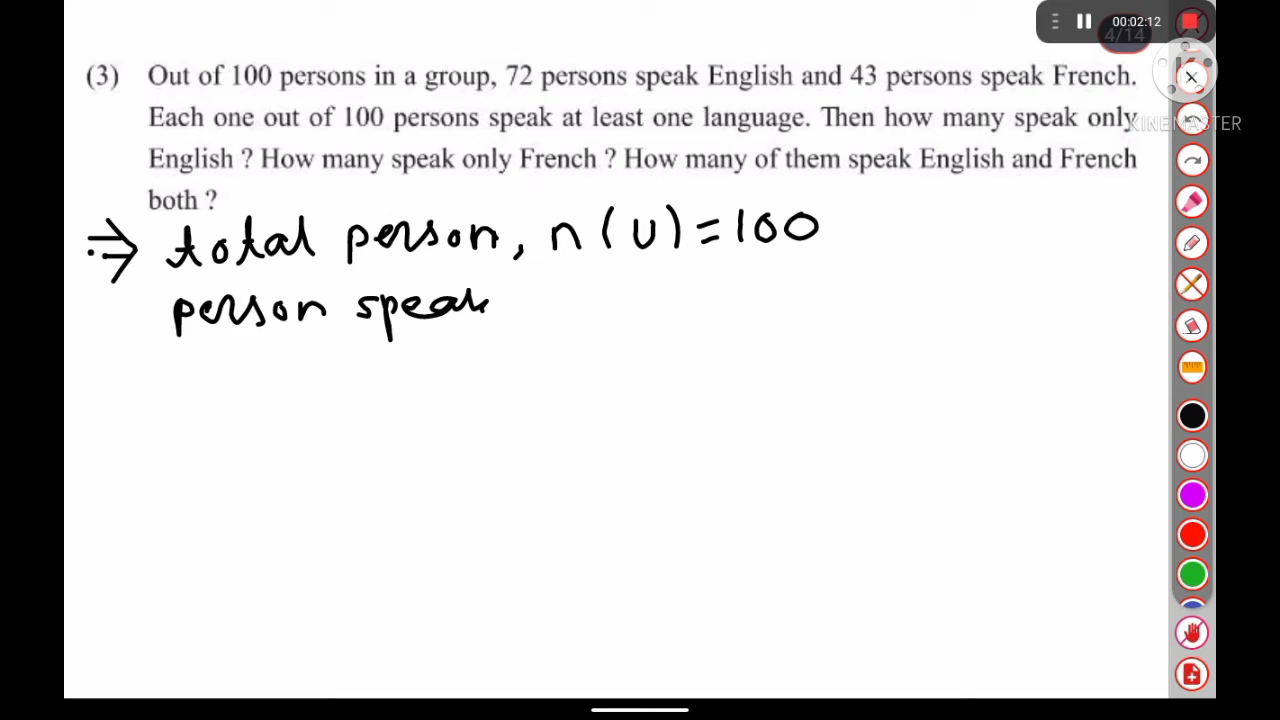 00:02:12
4/14
(3) Out of 100 persons in a group, 72 persons speak English and 43 persons speak French.
Each one out of 100 persons speak at least one language. Then how many speak only
KINEMASTER
English ? How many speak only French ? How many of them speak English and French
both ?
total person, n(U)=100
person speak